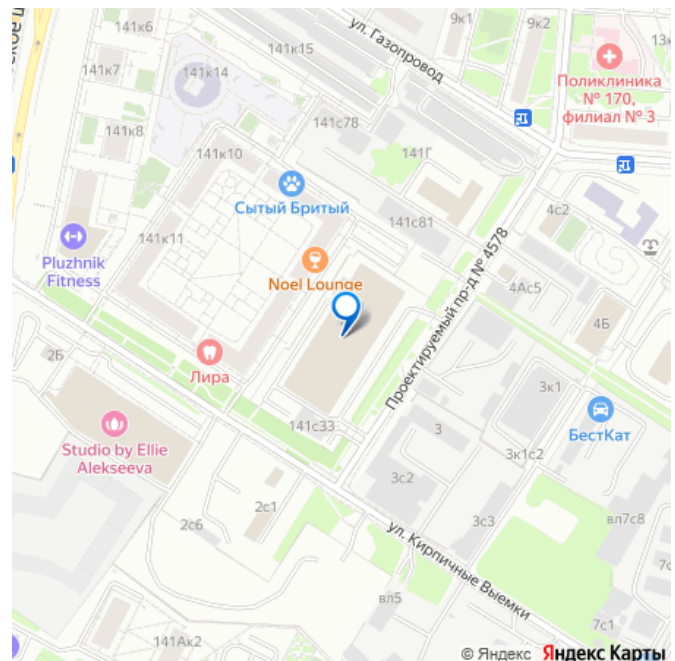 141к6
141к15
ул. Газопровод
9к1
9к2
13к
141к7
141к14
Поликлиника
№ 170,
филиал № 3
141к8
141с78
141к10
141Г
Сытый Бритый
141с81
4с2
141к11
Pluzhnik
Fitness
Noel Lounge
Проектируемый пр-д № 4578
4Ас5
4Б
2Б
Лира
3к1
БестКат
141с33
3
Studio by Ellie
Alekseeva
3к1с2
3с2
2с1
2с6
3с3
вл7с8
ул. Кирпичные Выемки
7с
вл5
7с1
141Ак2
© Яндекс Яндекс Карты